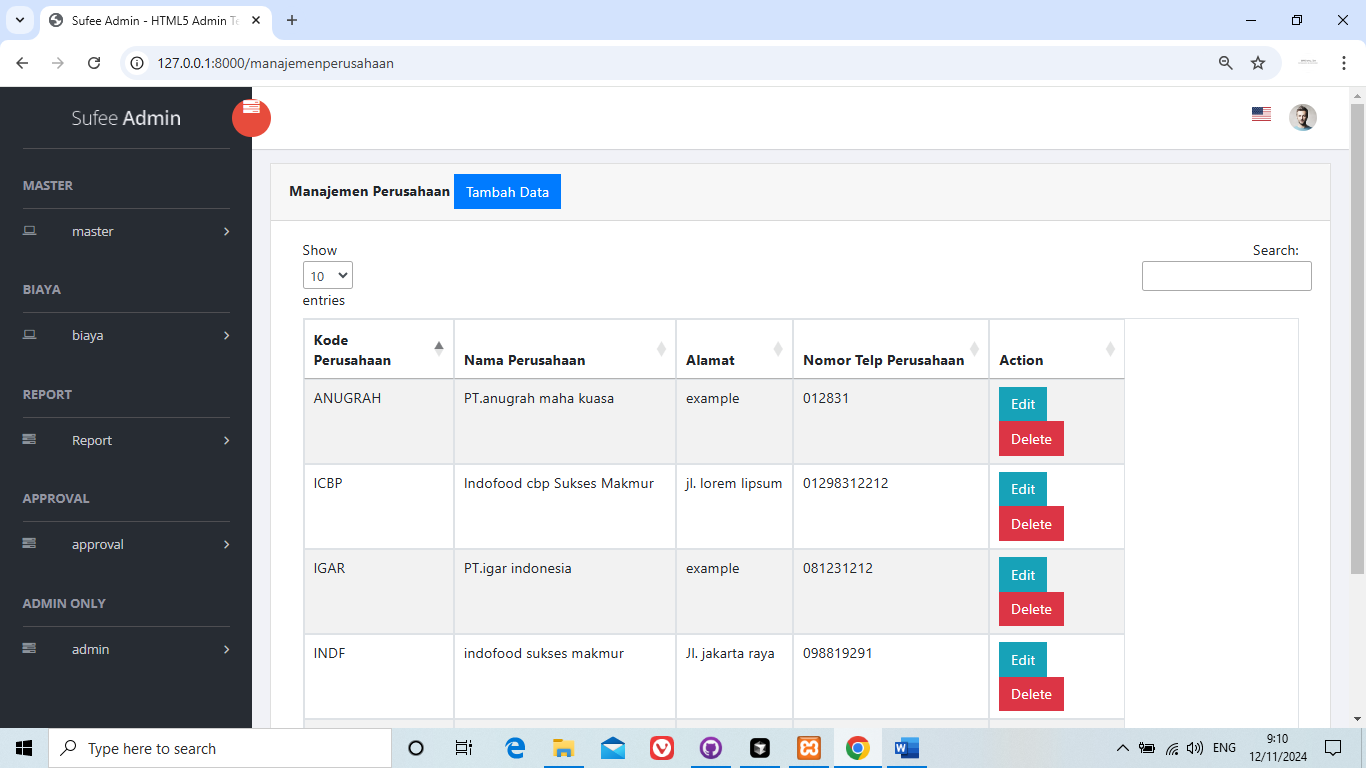 Sufee Admin - HTML5 Admin Te
127.0.0.1:8000/manajemenperusahaan
Sufee Admin
MASTER
master
BIAYA
biaya
REPORT
Report
APPROVAL
approval
ADMIN ONLY
admin
Manajemen Perusahaan Tambah Data
Show
10
entries
Search:
Kode Perusahaan Nama Perusahaan Alamat Nomor Telp Perusahaan Action
ANUGRAH PT.anugrah maha kuasa example 012831 Edit
Delete
ICBP Indofood cbp Sukses Makmur jl. lorem lipsum 01298312212 Edit
Delete
IGAR PT.igar indonesia example 081231212 Edit
Delete
INDF indofood sukses makmur Jl. jakarta raya 098819291 Edit
Delete
Type here to search
ENG
9:10
12/11/2024